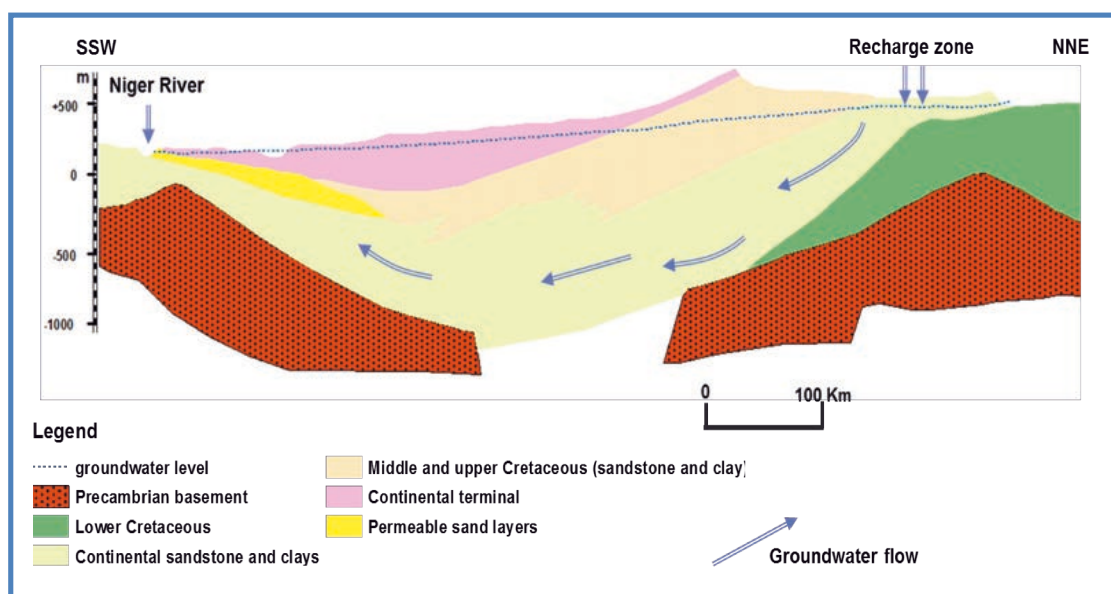 SSW
Recharge zone
NNE
m
Niger River
+500
0
-500
-1000
0
100 Km
Legend
groundwater level
Precambrian basement
Lower Cretaceous
Continental sandstone and clays
Middle and upper Cretaceous (sandstone and clay)
Continental terminal
Permeable sand layers
Groundwater flow